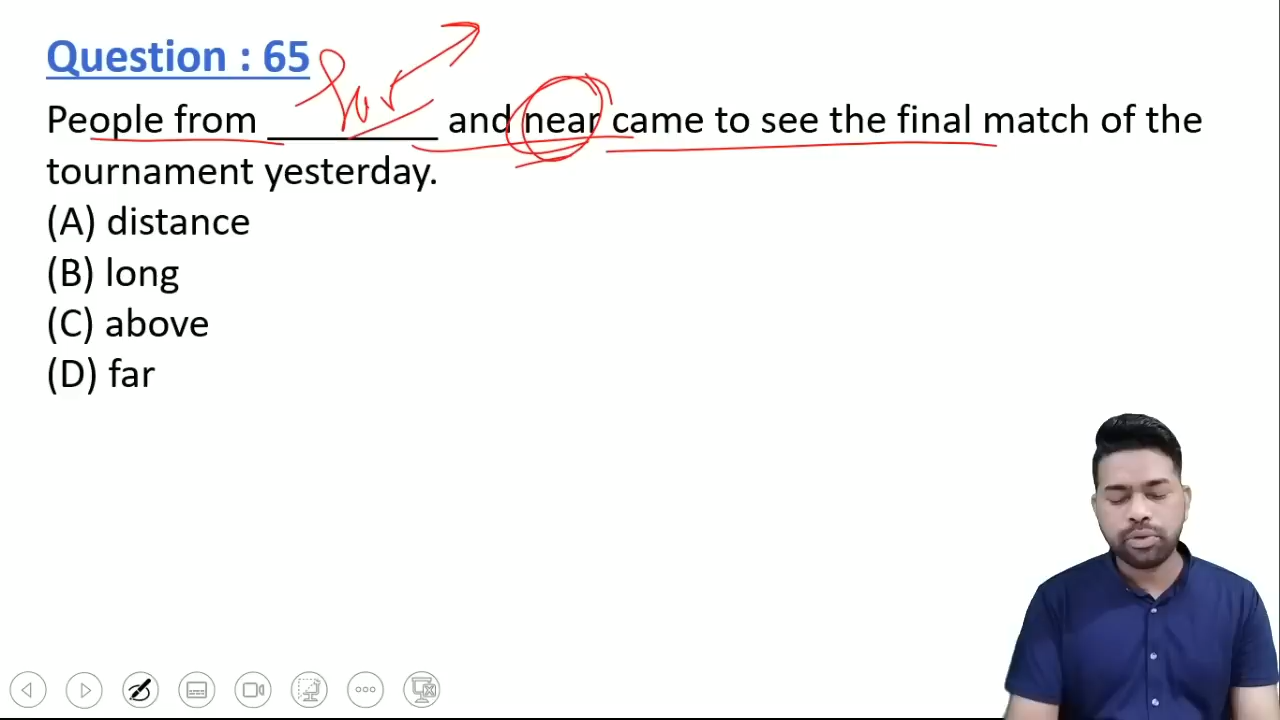 Question : 65
far
People from __________ and near came to see the final match of the
tournament yesterday.
(A) distance
(B) long
(C) above
(D) far